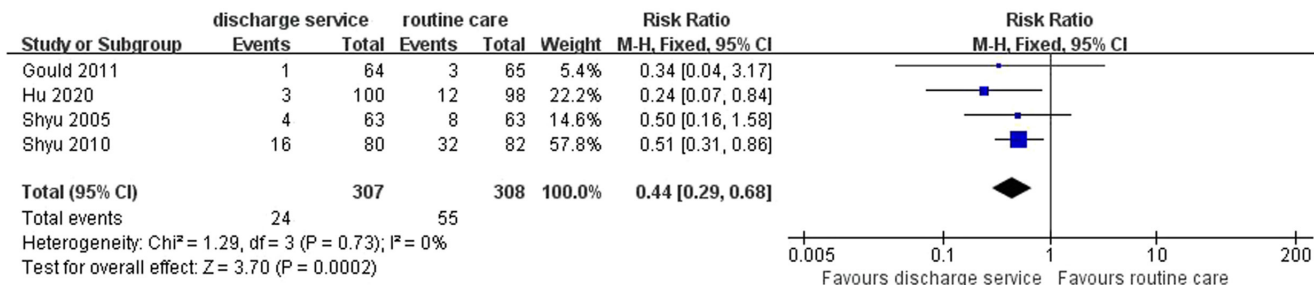 discharge service routine care Risk Ratio Risk Ratio
Study or Subgroup Events Total Events Total Weight M-H, Fixed, 95% CI M-H, Fixed, 95% CI
Gould 2011 1 64 3 65 5.4% 0.34 [0.04, 3.17]
Hu 2020 3 100 12 98 22.2% 0.24 [0.07, 0.84]
Shyu 2005 4 63 8 63 14.6% 0.50 [0.16, 1.58]
Shyu 2010 16 80 32 82 57.8% 0.51 [0.31, 0.86]
Total (95% CI) 307 308 100.0% 0.44 [0.29, 0.68]
Total events 24 55
Heterogeneity: Chi² = 1.29, df = 3 (P = 0.73); I² = 0%
Test for overall effect: Z = 3.70 (P = 0.0002)
0.005 0.1 1 10 200
Favours discharge service Favours routine care